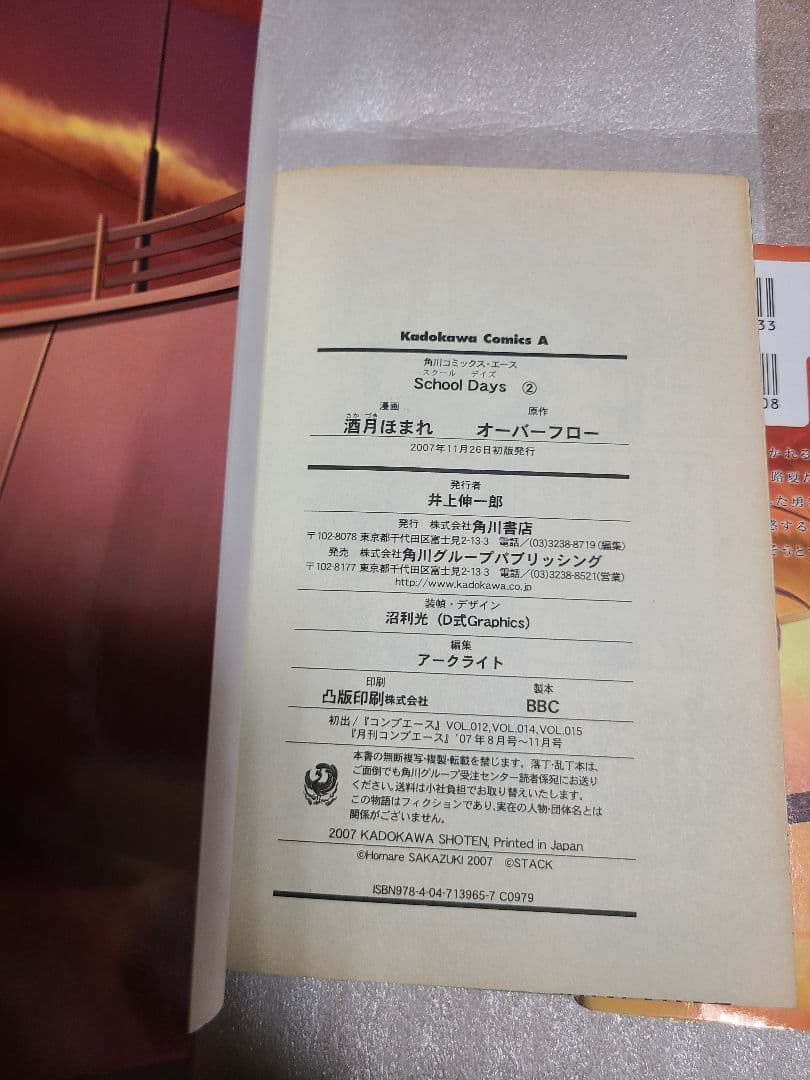 Kadokawa Comics A
角川コミックス・エース
スクール デイズ
School Days ②
漫画 原作
さか づき
酒月ほまれ オーバーフロー
2007年11月26日初版発行
発行者
井上伸一郎
発行 株式会社角川書店
〒102-8078 東京都千代田区富士見2-13-3 電話/(03)3238-8719(編集)
発売 株式会社角川グループパブリッシング
〒102-8177 東京都千代田区富士見2-13-3 電話/(03)3238-8521(営業)
http://www.kadokawa.co.jp
装幀・デザイン
沼利光(D式Graphics)
編集
アークライト
印刷 製本
凸版印刷株式会社 BBC
初出/『コンプエース』VOL.012,VOL.014,VOL.015
『月刊コンプエース』'07年8月号〜11月号
本書の無断複写・複製・転載を禁じます。落丁・乱丁本は、
ご面倒でも角川グループ受注センター読者係宛にお送り
ください。送料は小社負担でお取り替えいたします。
この物語はフィクションであり、実在の人物・団体名とは
関係がございません。
2007 KADOKAWA SHOTEN, Printed in Japan
©Homare SAKAZUKI 2007 ©STACK
ISBN978-4-04-713965-7 C0979
33
08
かれる
路夏
た勇
惑する
そうと